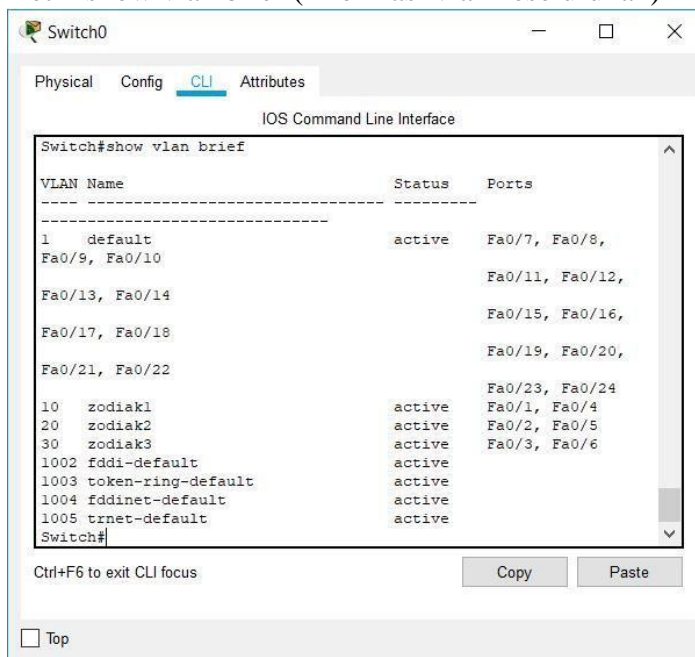 Switch0
Physical Config CLI Attributes
IOS Command Line Interface
Switch#show vlan brief
VLAN Name Status Ports
---- -------------------------------- ---------
-------------------------------
1 default active Fa0/7, Fa0/8,
Fa0/9, Fa0/10
Fa0/11, Fa0/12,
Fa0/13, Fa0/14
Fa0/15, Fa0/16,
Fa0/17, Fa0/18
Fa0/19, Fa0/20,
Fa0/21, Fa0/22
Fa0/23, Fa0/24
10 zodiak1 active Fa0/1, Fa0/4
20 zodiak2 active Fa0/2, Fa0/5
30 zodiak3 active Fa0/3, Fa0/6
1002 fddi-default active
1003 token-ring-default active
1004 fddinet-default active
1005 trnet-default active
Switch#
Ctrl+F6 to exit CLI focus
Copy Paste
Top